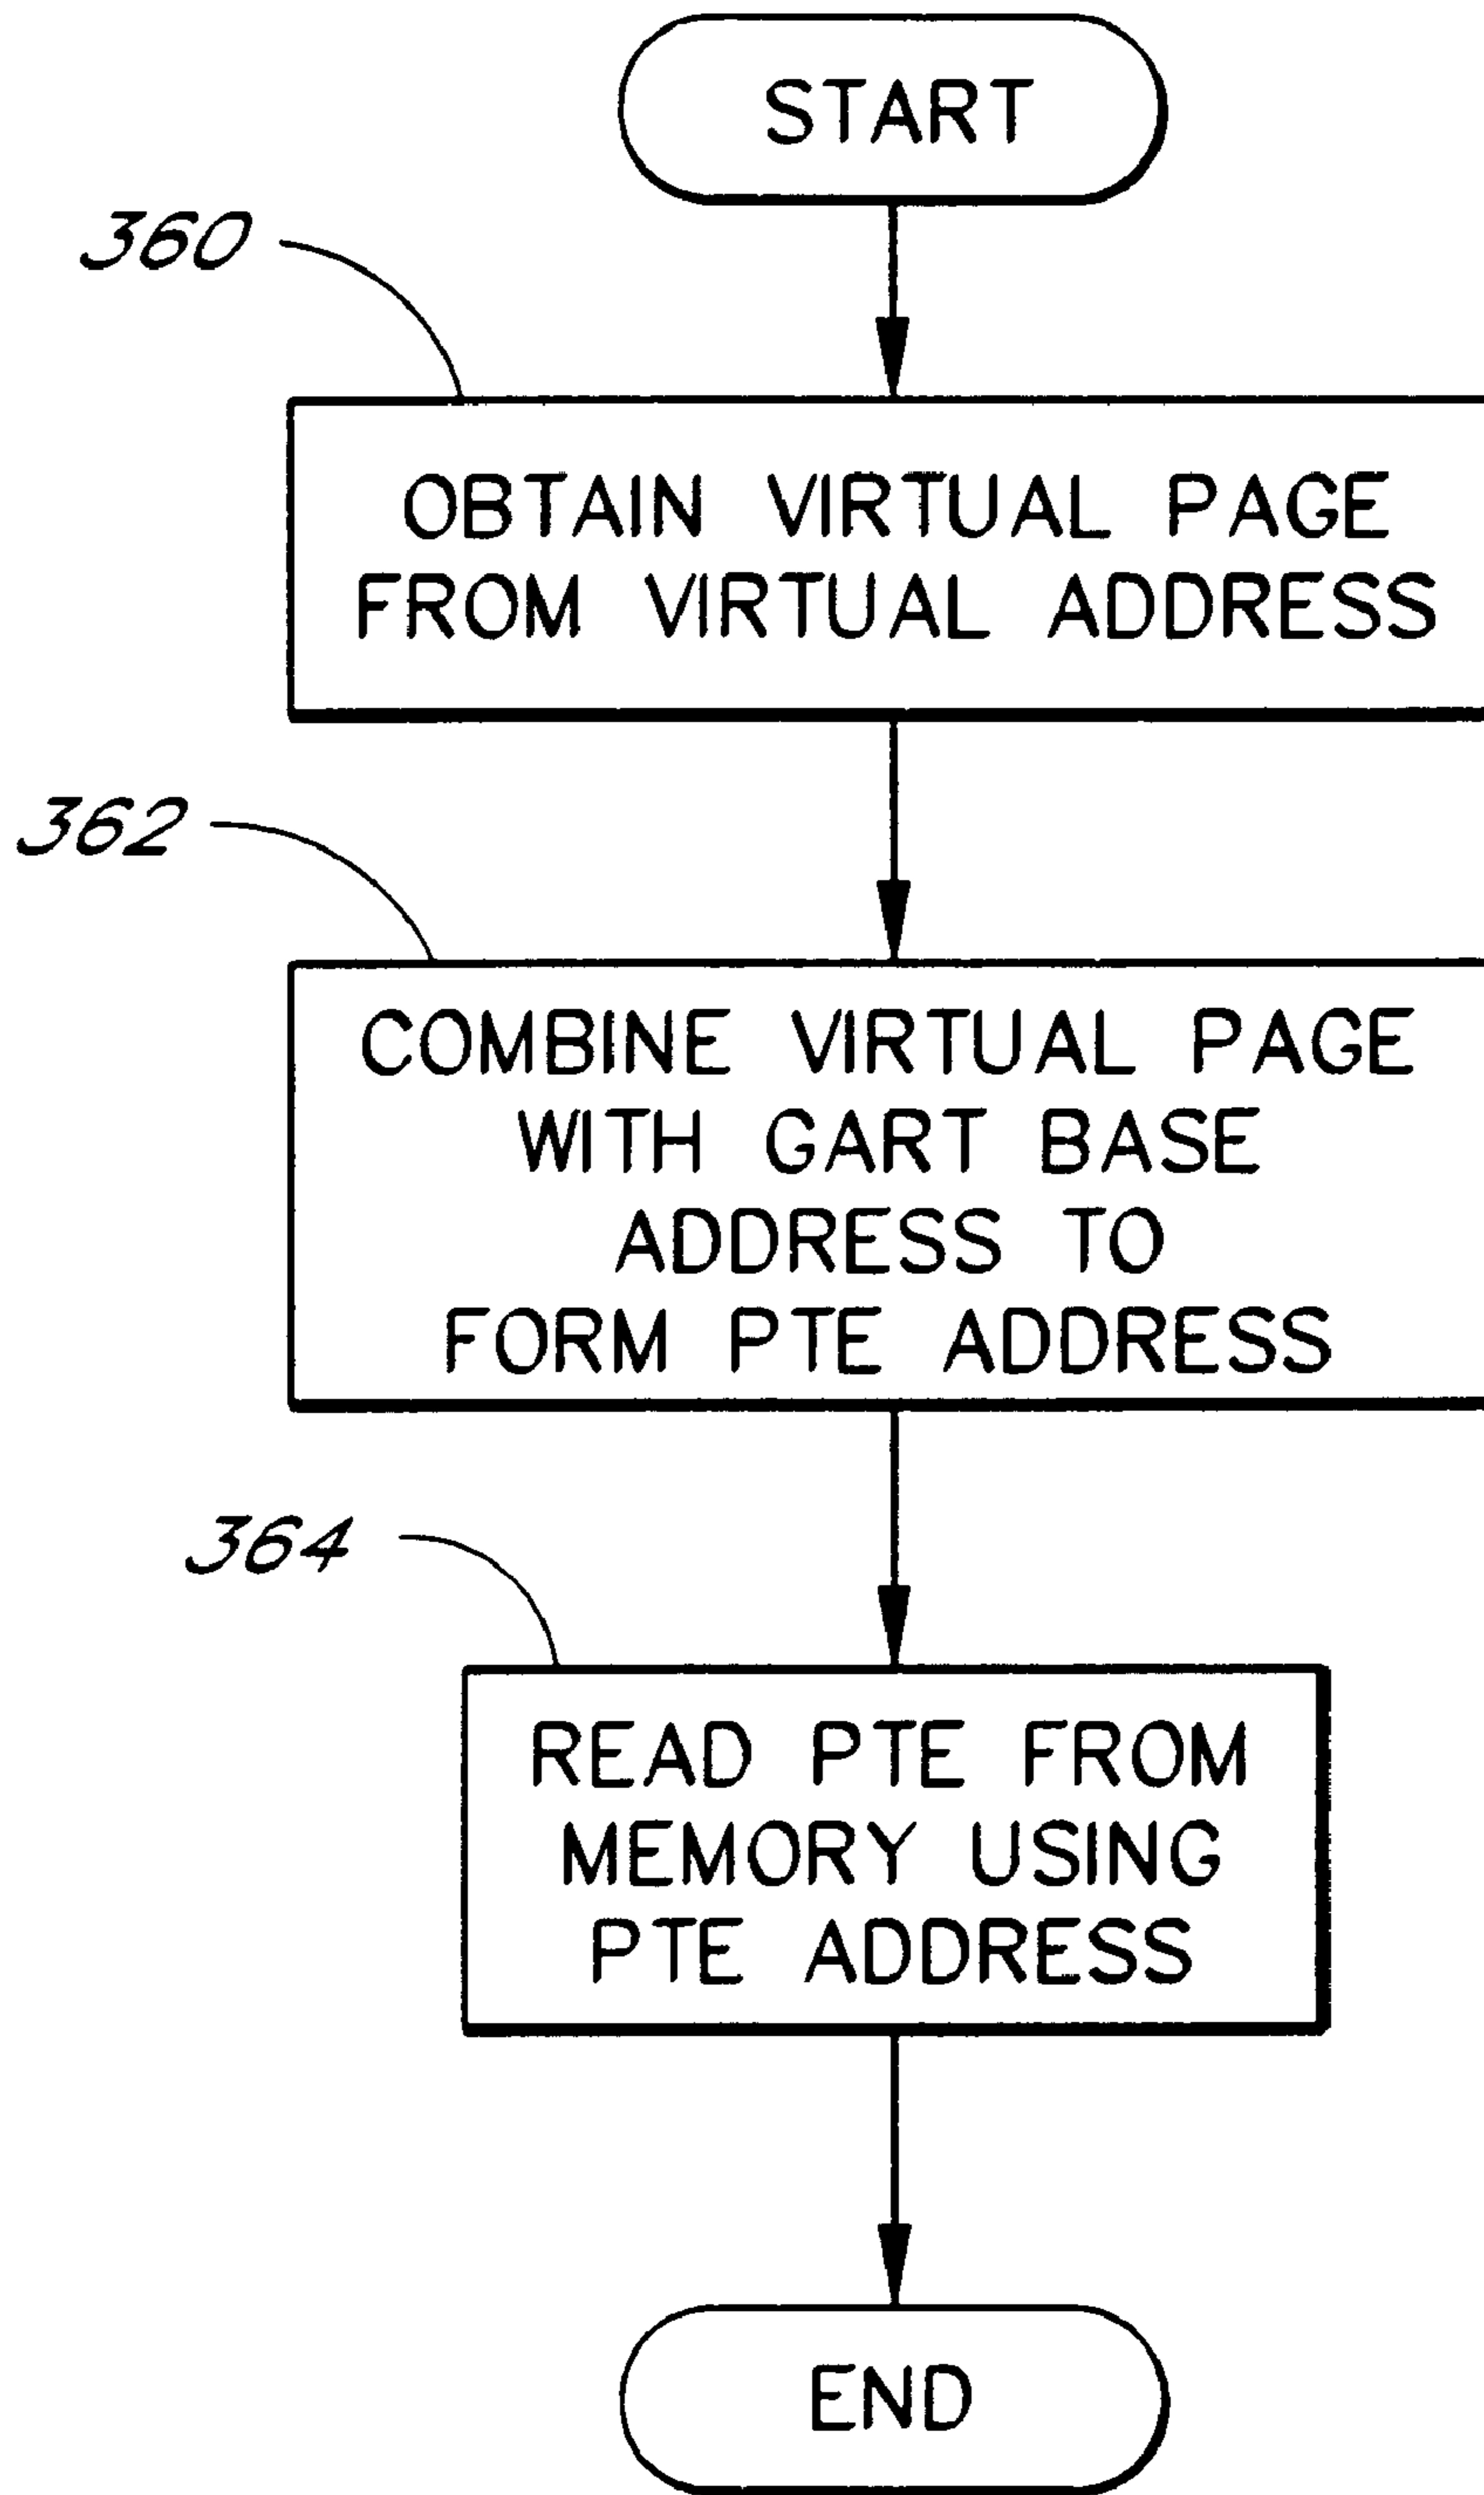 START
360
OBTAIN VIRTUAL PAGE
FROM VIRTUAL ADDRESS
362
COMBINE VIRTUAL PAGE
WITH GART BASE
ADDRESS TO
FORM PTE ADDRESS
364
READ PTE FROM
MEMORY USING
PTE ADDRESS
END